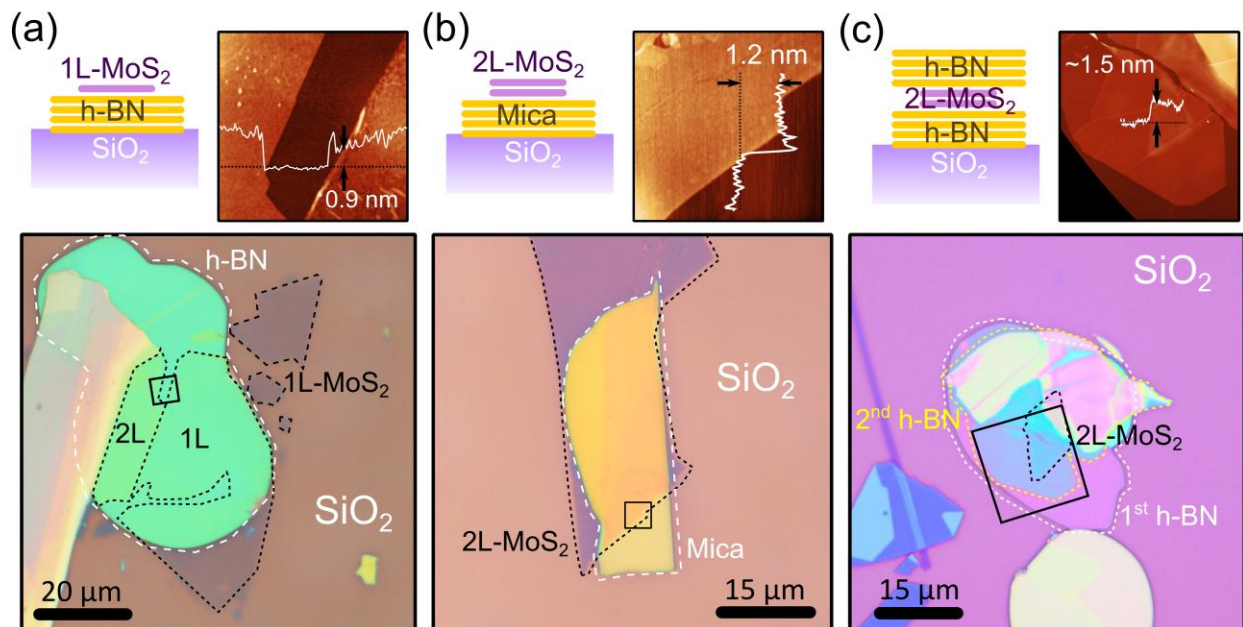 (a)
1L-MoS2
h-BN
SiO2
0.9 nm
h-BN
1L-MoS2
2L
1L
SiO2
20 µm
(b)
2L-MoS2
Mica
SiO2
1.2 nm
SiO2
2L-MoS2
Mica
15 µm
(c)
h-BN
2L-MoS2
h-BN
SiO2
~1.5 nm
SiO2
2nd h-BN
2L-MoS2
1st h-BN
15 µm